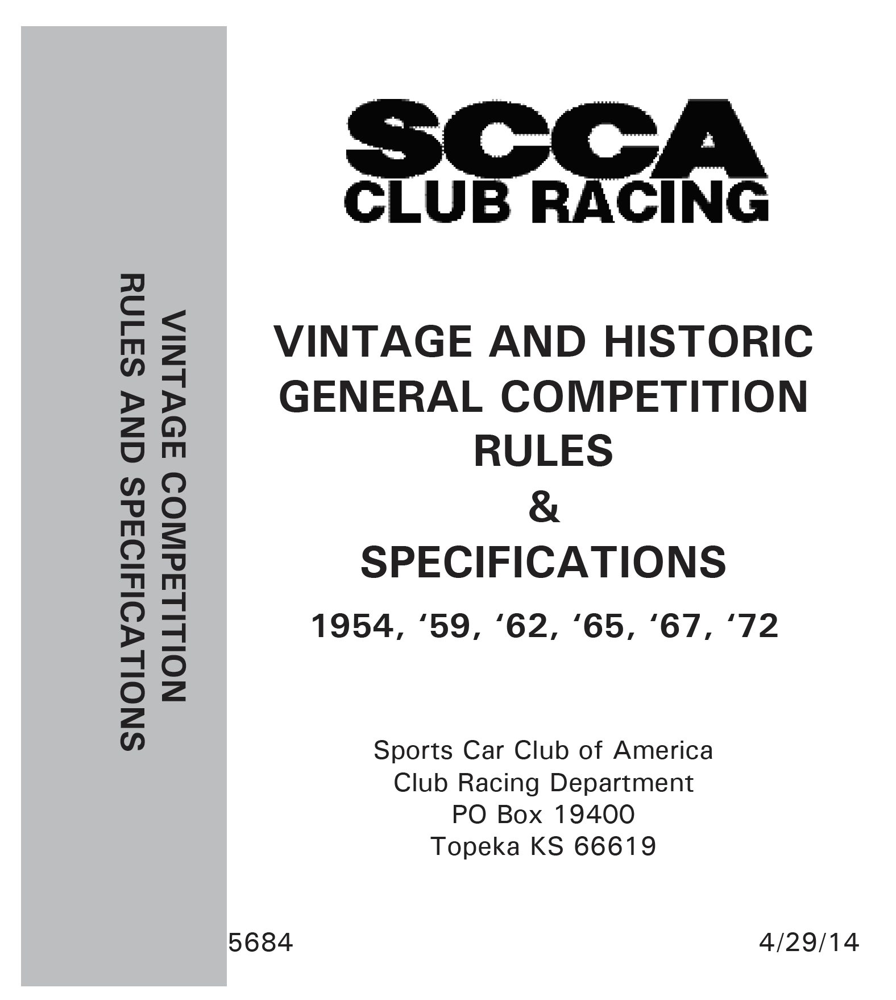 VINTAGE COMPETITION
RULES AND SPECIFICATIONS
SCCA
CLUB RACING
VINTAGE AND HISTORIC
GENERAL COMPETITION
RULES
&
SPECIFICATIONS
1954, ‘59, ‘62, ‘65, ‘67, ‘72
Sports Car Club of America
Club Racing Department
PO Box 19400
Topeka KS 66619
5684
4/29/14